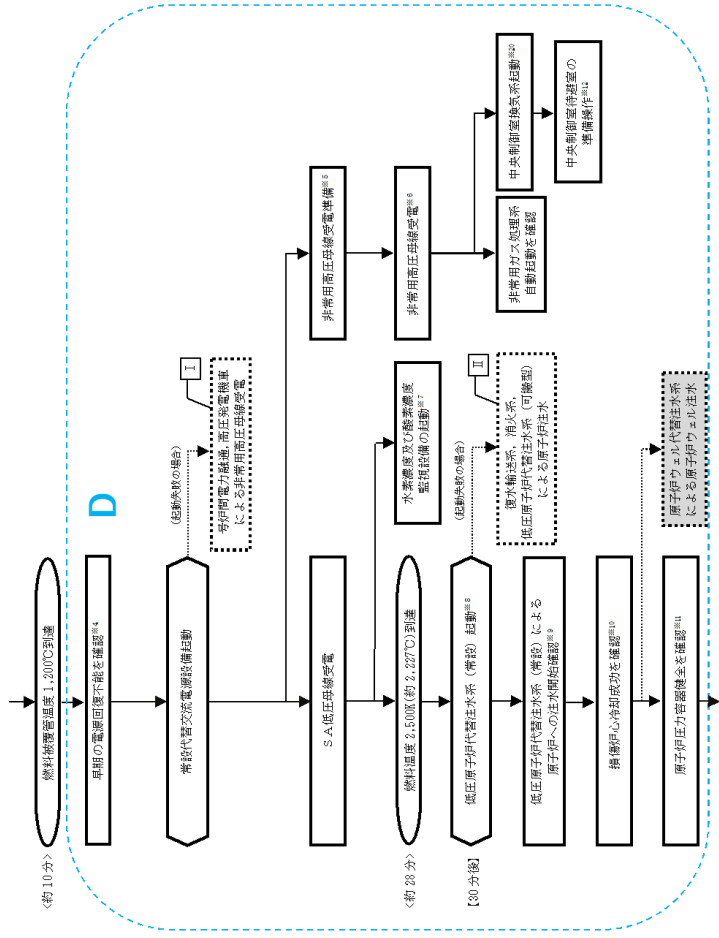 <約10分>
燃料被覆管温度1,200℃到達
早期の電源回復不能を確認※4
D
常設代替交流電源設備起動
(起動失敗の場合)
Ⅰ
号炉間電力融通，高圧発電機車
による非常用高圧母線受電
ＳＡ低圧母線受電
非常用高圧母線受電準備※5
非常用高圧母線受電※6
非常用ガス処理系
自動起動を確認
中央制御室換気系起動※20
中央制御室待避室の
準備操作※12
水素濃度及び酸素濃度
監視設備の起動※7
<約28分>
燃料温度2,500K(約2,227℃)到達
【30分後】
低圧原子炉代替注水系（常設）起動※8
(起動失敗の場合)
Ⅱ
復水輸送系，消火系，
低圧原子炉代替注水系（可搬型）
による原子炉注水
低圧原子炉代替注水系（常設）による
原子炉への注水開始確認※9
損傷炉心冷却成功を確認※10
原子炉ウェル代替注水系
による原子炉ウェル注水
原子炉圧力容器健全を確認※11